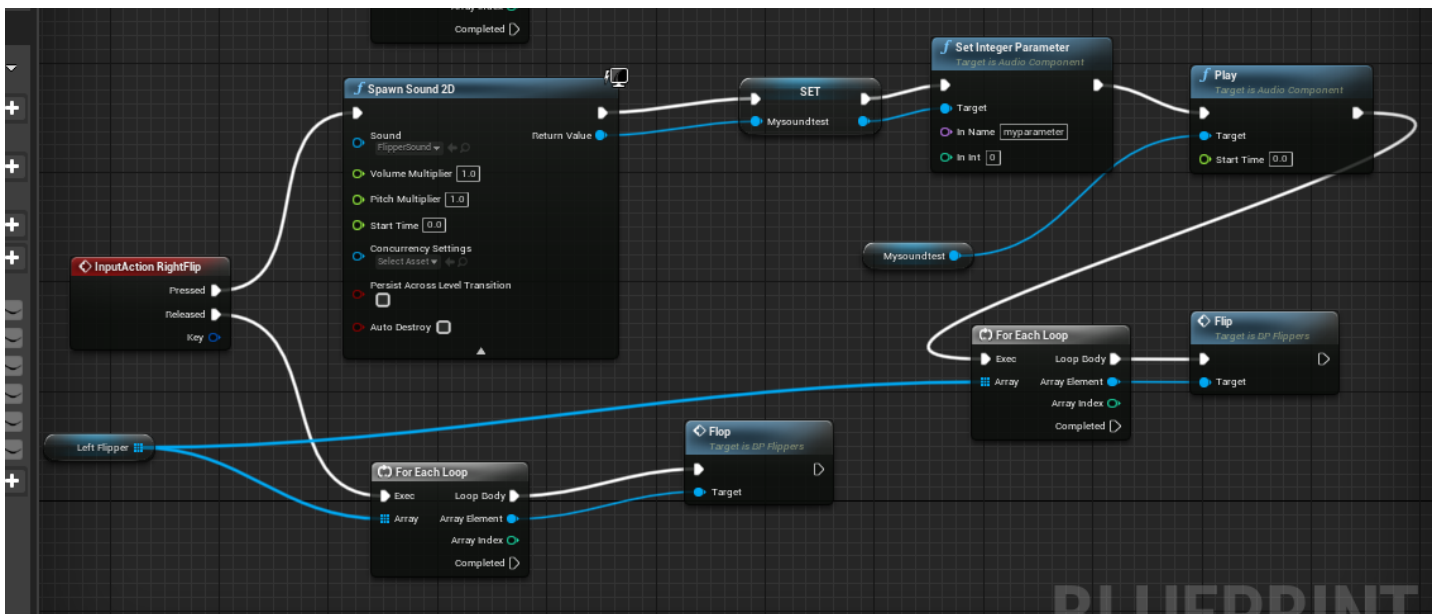 Completed
Spawn Sound 2D
Sound
FlipperSound
Return Value
Volume Multiplier 1.0
Pitch Multiplier 1.0
Start Time 0.0
Concurrency Settings
Select Asset
Persist Across Level Transition
Auto Destroy
SET
Mysoundtest
Set Integer Parameter
Target is Audio Component
Target
In Name myparameter
In Int 0
Play
Target is Audio Component
Target
Start Time 0.0
Mysoundtest
InputAction RightFlip
Pressed
Released
Key
Left Flipper
For Each Loop
Exec Loop Body
Array Array Element
Array Index
Completed
Flip
Target is BP Flippers
Target
Flop
Target is BP Flippers
Target
For Each Loop
Exec Loop Body
Array Array Element
Array Index
Completed
BLUEPRINT